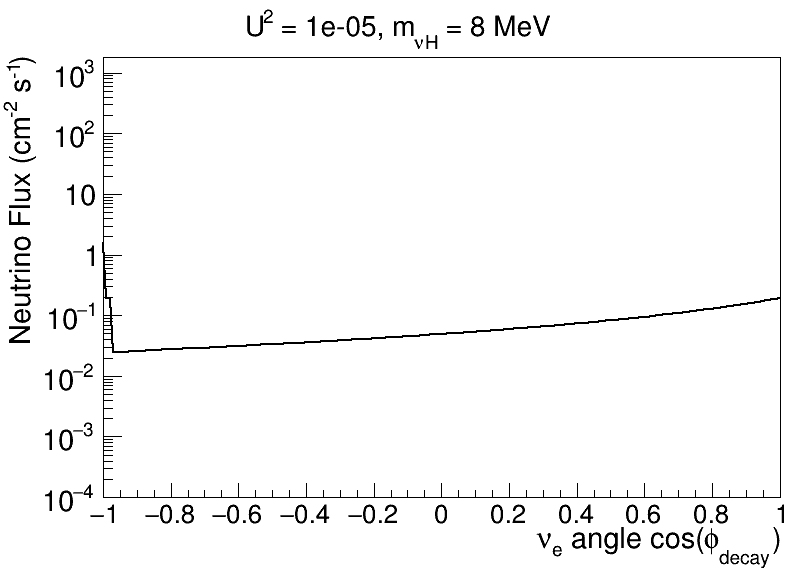 U² = 1e-05, m_νH = 8 MeV
Neutrino Flux (cm⁻² s⁻¹)
10³
10²
10
1
10⁻¹
10⁻²
10⁻³
10⁻⁴
−1 −0.8 −0.6 −0.4 −0.2 0 0.2 0.4 0.6 0.8 1
ν_e angle cos(ϕ_decay)